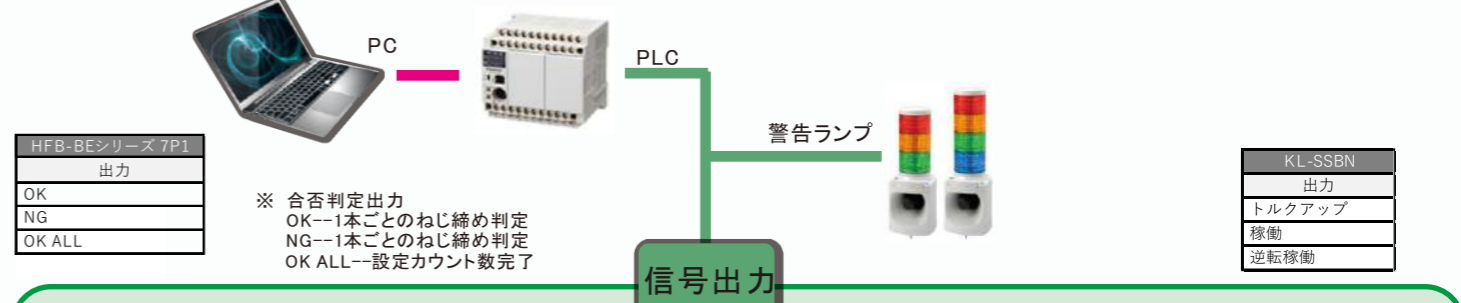 PC
PLC
警告ランプ
HFB-BEシリーズ 7P1
出力
OK
NG
OK ALL
※ 合否判定出力
OK--1本ごとのねじ締め判定
NG--1本ごとのねじ締め判定
OK ALL--設定カウント数完了
KL-SSBN
出力
トルクアップ
稼働
逆転稼働
信号出力